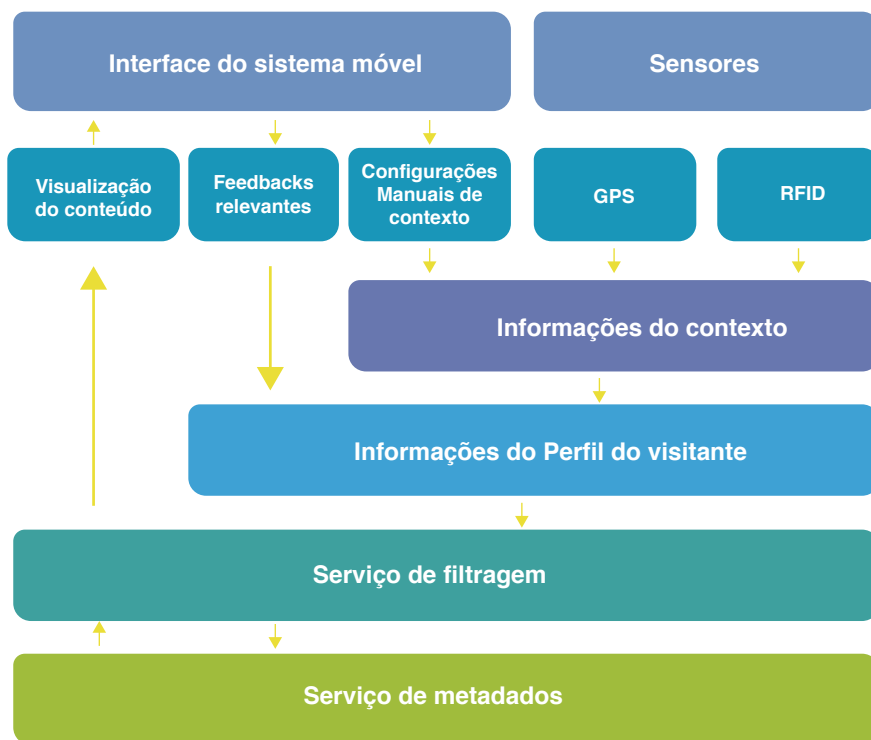 Interface do sistema móvel
Sensores
Visualização
do conteúdo
Feedbacks
relevantes
Configurações
Manuais de
contexto
GPS
RFID
Informações do contexto
Informações do Perfil do visitante
Serviço de filtragem
Serviço de metadados